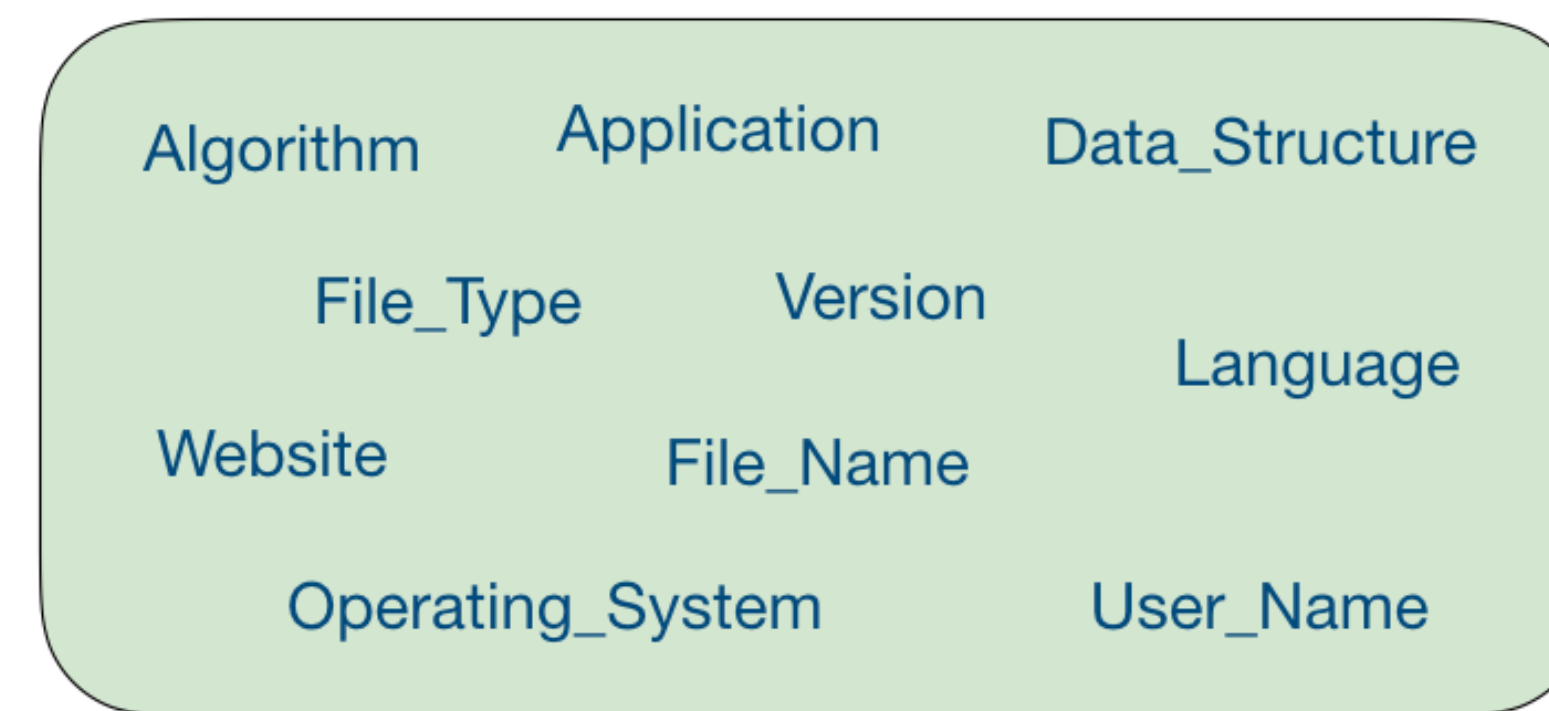 Algorithm Application Data_Structure
File_Type Version
Language
Website File_Name
Operating_System User_Name